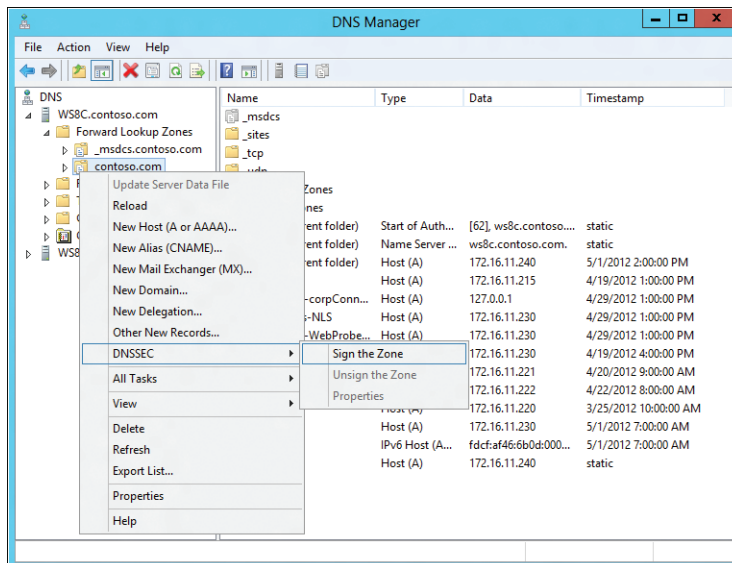 DNS Manager
File Action View Help
DNS
WS8C.contoso.com
Forward Lookup Zones
_msdcs.contoso.com
contoso.com
WS8
Update Server Data File
Reload
New Host (A or AAAA)...
New Alias (CNAME)...
New Mail Exchanger (MX)...
New Domain...
New Delegation...
Other New Records...
DNSSEC
All Tasks
View
Delete
Refresh
Export List...
Properties
Help
Sign the Zone
Unsign the Zone
Properties
Name Type Data Timestamp
_msdcs
_sites
_tcp
_udp
Zones
nes
ent folder) Start of Auth... [62], ws8c.contoso.... static
ent folder) Name Server ... ws8c.contoso.com. static
ent folder) Host (A) 172.16.11.240 5/1/2012 2:00:00 PM
Host (A) 172.16.11.215 4/19/2012 1:00:00 PM
-corpConn... Host (A) 127.0.0.1 4/29/2012 1:00:00 PM
s-NLS Host (A) 172.16.11.230 4/29/2012 1:00:00 PM
-WebProbe... Host (A) 172.16.11.230 4/29/2012 1:00:00 PM
172.16.11.230 4/19/2012 4:00:00 PM
172.16.11.221 4/20/2012 9:00:00 AM
172.16.11.222 4/22/2012 8:00:00 AM
Host (A) 172.16.11.220 3/25/2012 10:00:00 AM
Host (A) 172.16.11.230 5/1/2012 7:00:00 AM
IPv6 Host (A... fdcf:af46:6b0d:000... 5/1/2012 7:00:00 AM
Host (A) 172.16.11.240 static